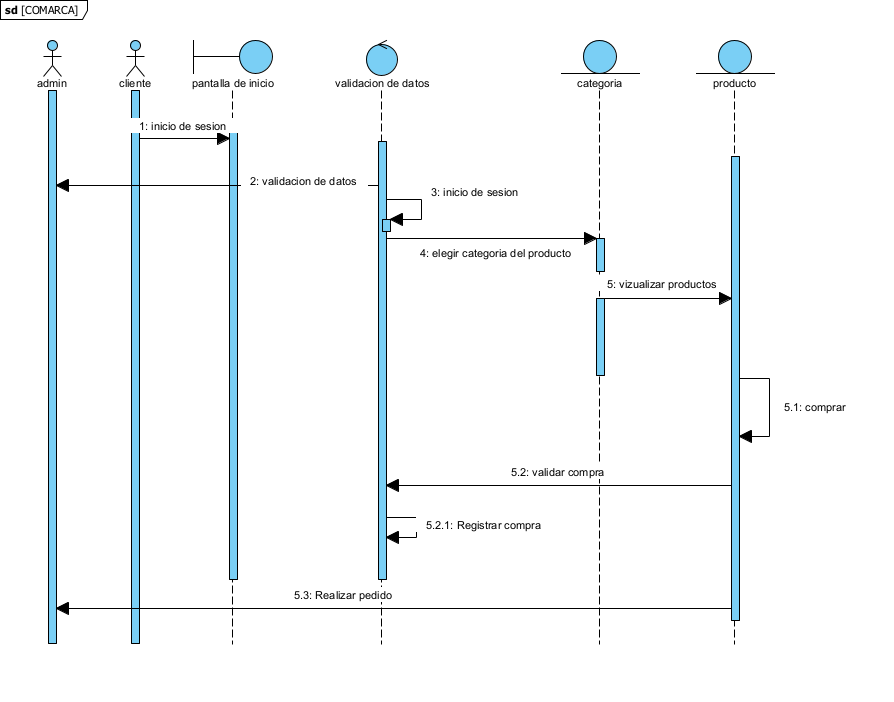 sd [COMARCA]
admin
cliente
pantalla de inicio
validacion de datos
categoria
producto
1: inicio de sesion
2: validacion de datos
3: inicio de sesion
4: elegir categoria del producto
5: vizualizar productos
5.1: comprar
5.2: validar compra
5.2.1: Registrar compra
5.3: Realizar pedido